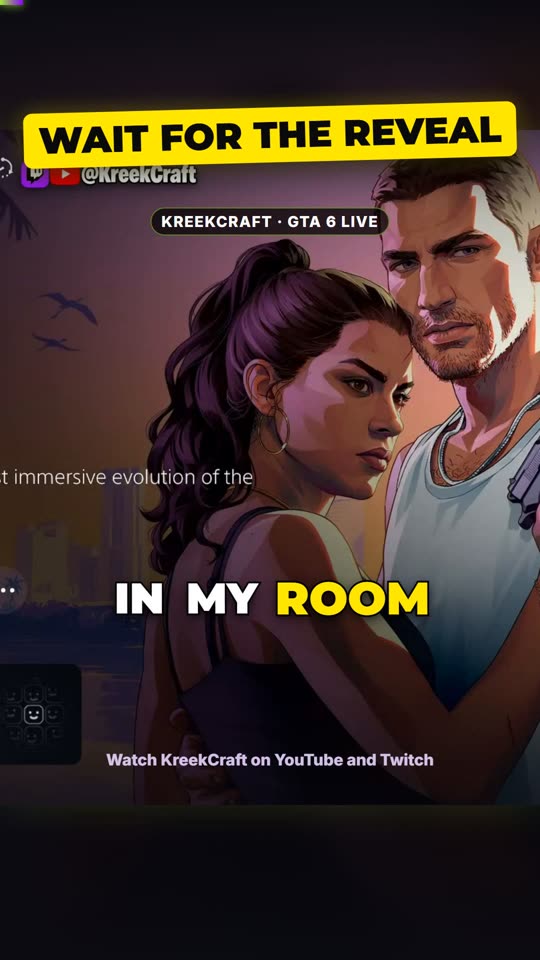 WAIT FOR THE REVEAL
@KreekCraft
KREEKCRAFT · GTA 6 LIVE
immersive evolution of the
IN MY ROOM
Watch KreekCraft on YouTube and Twitch